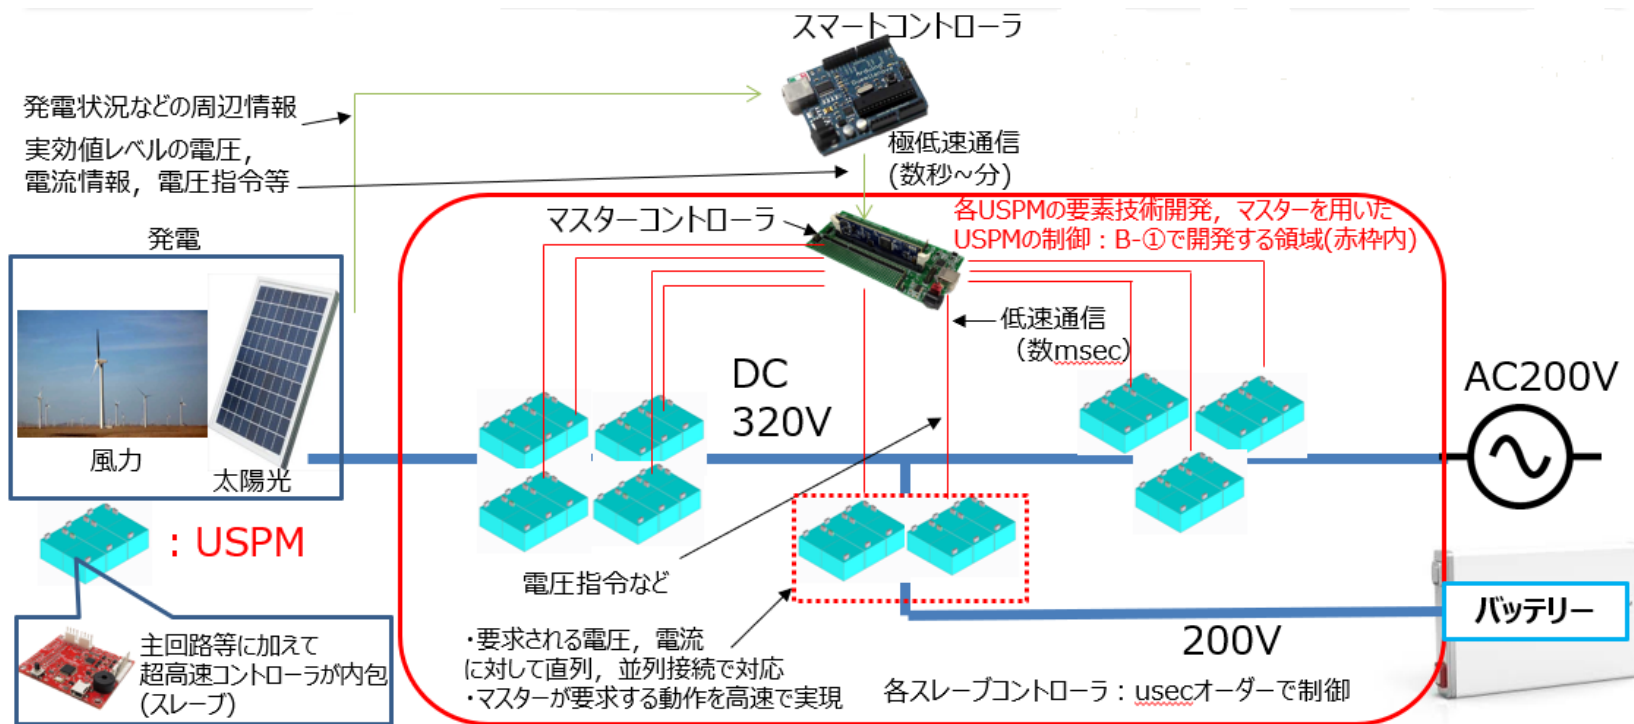 スマートコントローラ
発電状況などの周辺情報
実効値レベルの電圧，
電流情報，電圧指令等
極低速通信
(数秒~分)
マスターコントローラ
各USPMの要素技術開発，マスターを用いた
USPMの制御：B-①で開発する領域(赤枠内)
発電
風力
太陽光
低速通信
（数msec）
DC
320V
AC200V
：USPM
電圧指令など
主回路等に加えて
超高速コントローラが内包
(スレーブ)
・要求される電圧，電流
に対して直列，並列接続で対応
・マスターが要求する動作を高速で実現
200V
バッテリー
各スレーブコントローラ：usecオーダーで制御